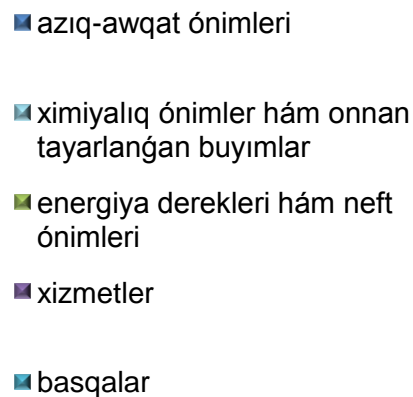 azıq-awqat ónimleri
ximiyalıq ónimler hám onnan
tayarlanǵan buyımlar
energiya derekleri hám neft
ónimleri
xizmetler
basqalar